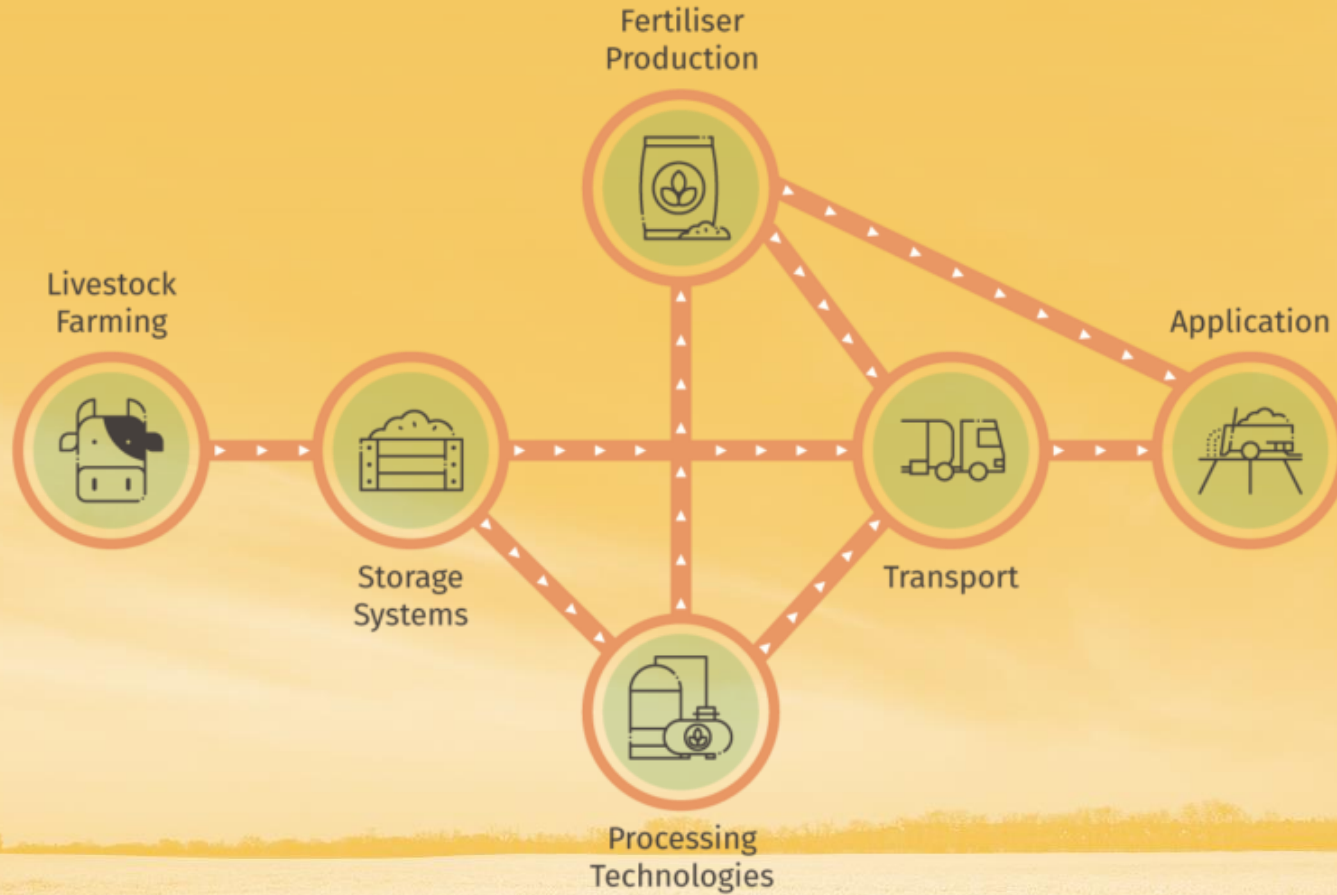 Fertiliser
Production
Livestock
Farming
Application
Storage
Systems
Transport
Processing
Technologies